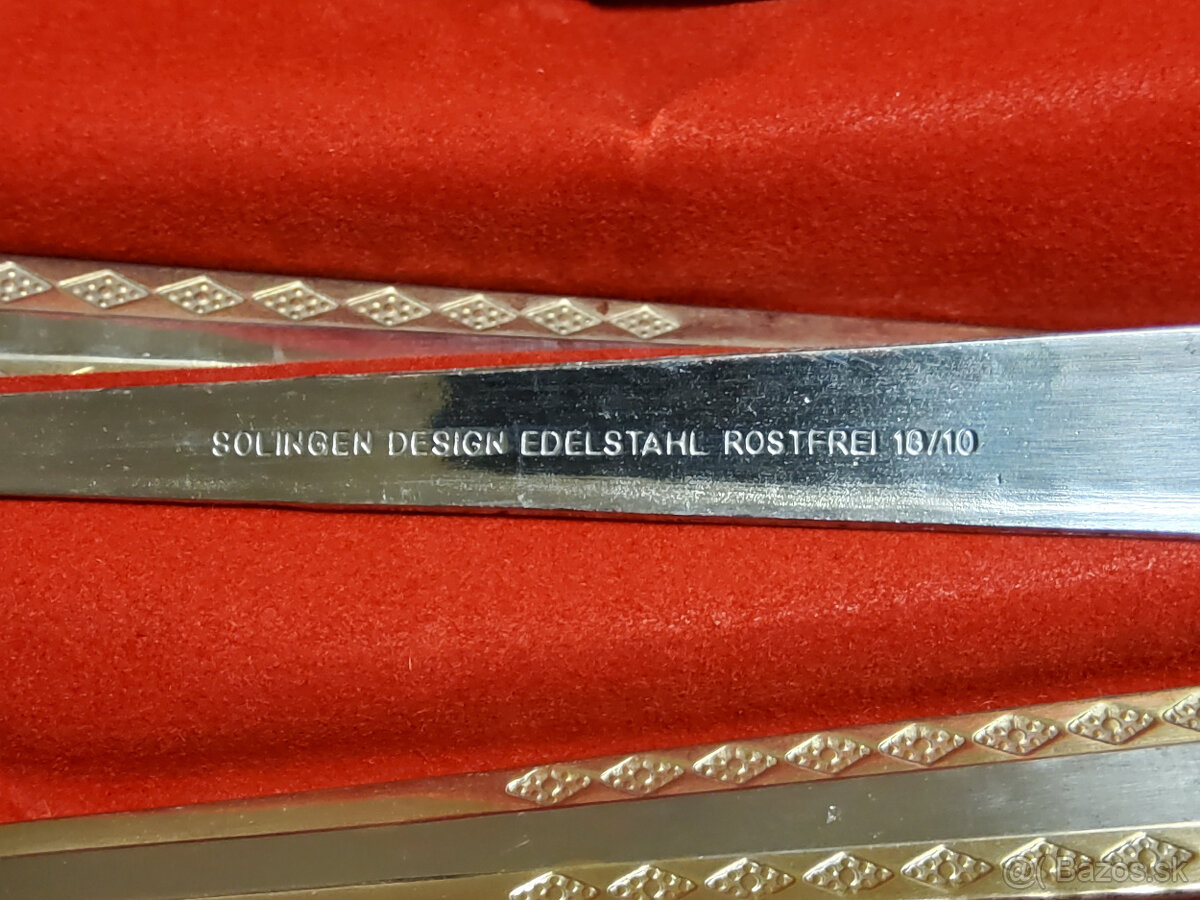 SOLINGEN DESIGN EDELSTAHL ROSTFREI 18/10
@( Bazos.sk